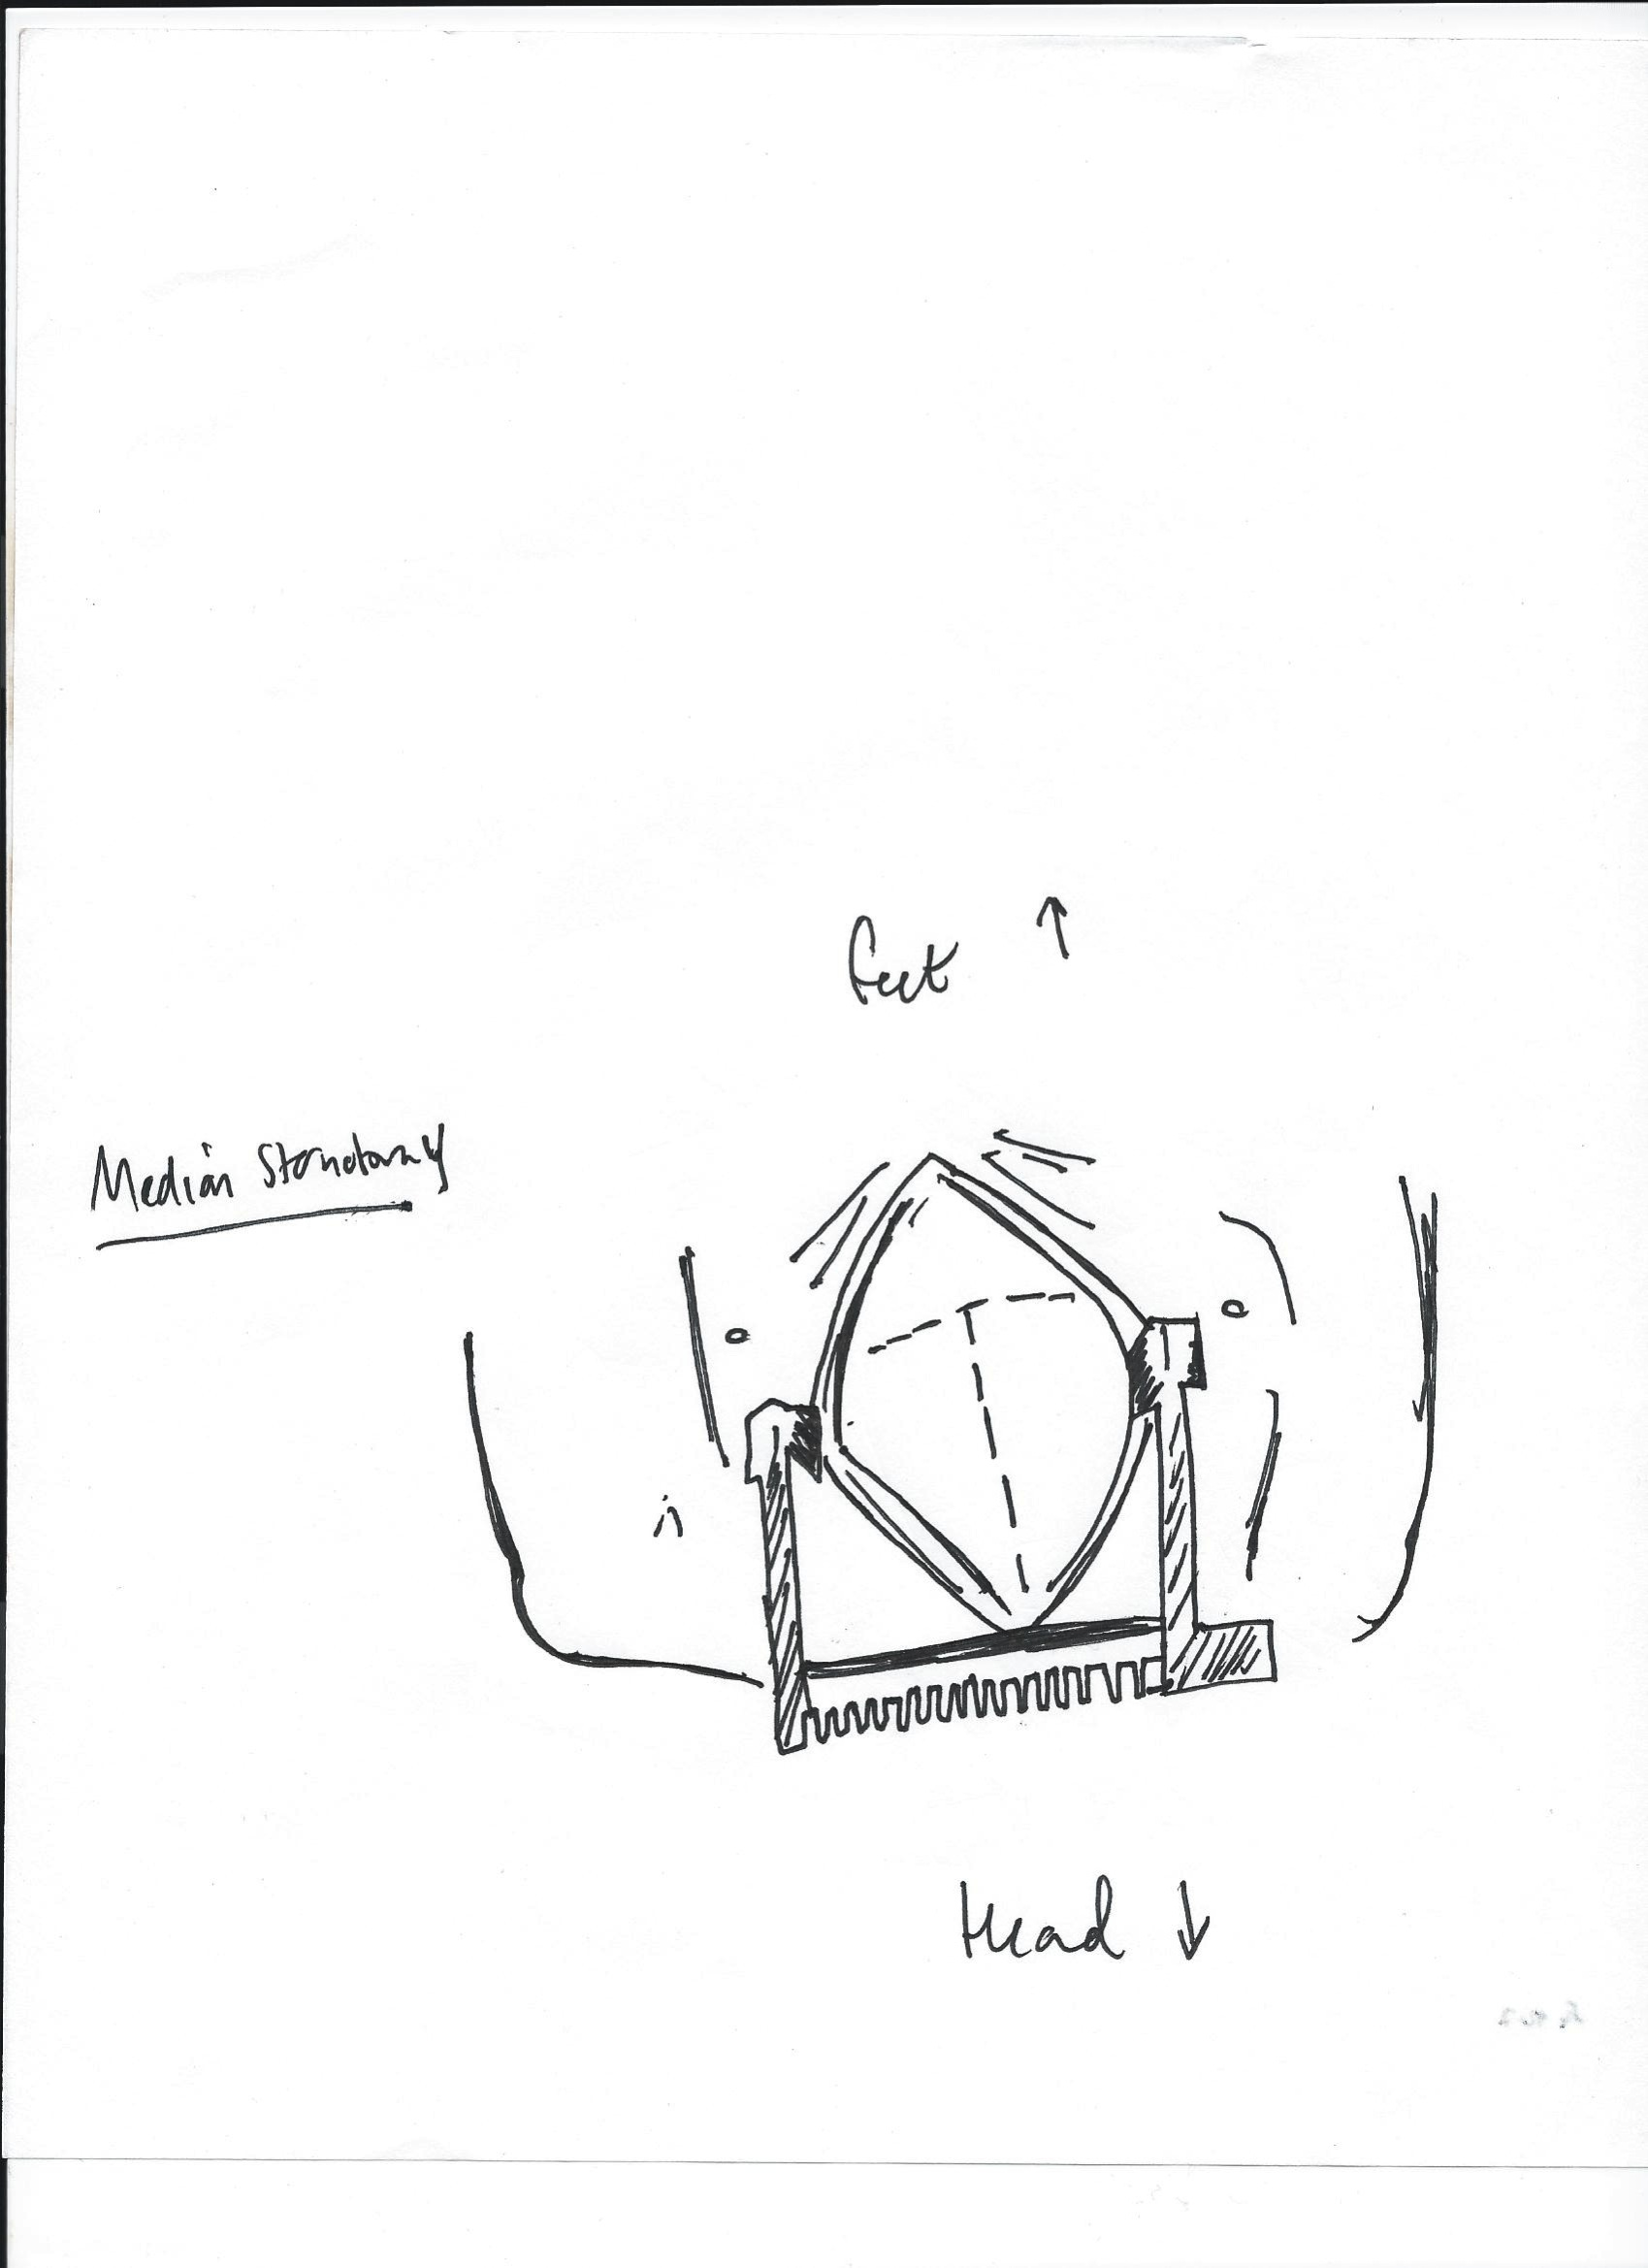 feet ↑
Median Sternotomy
Head ↓